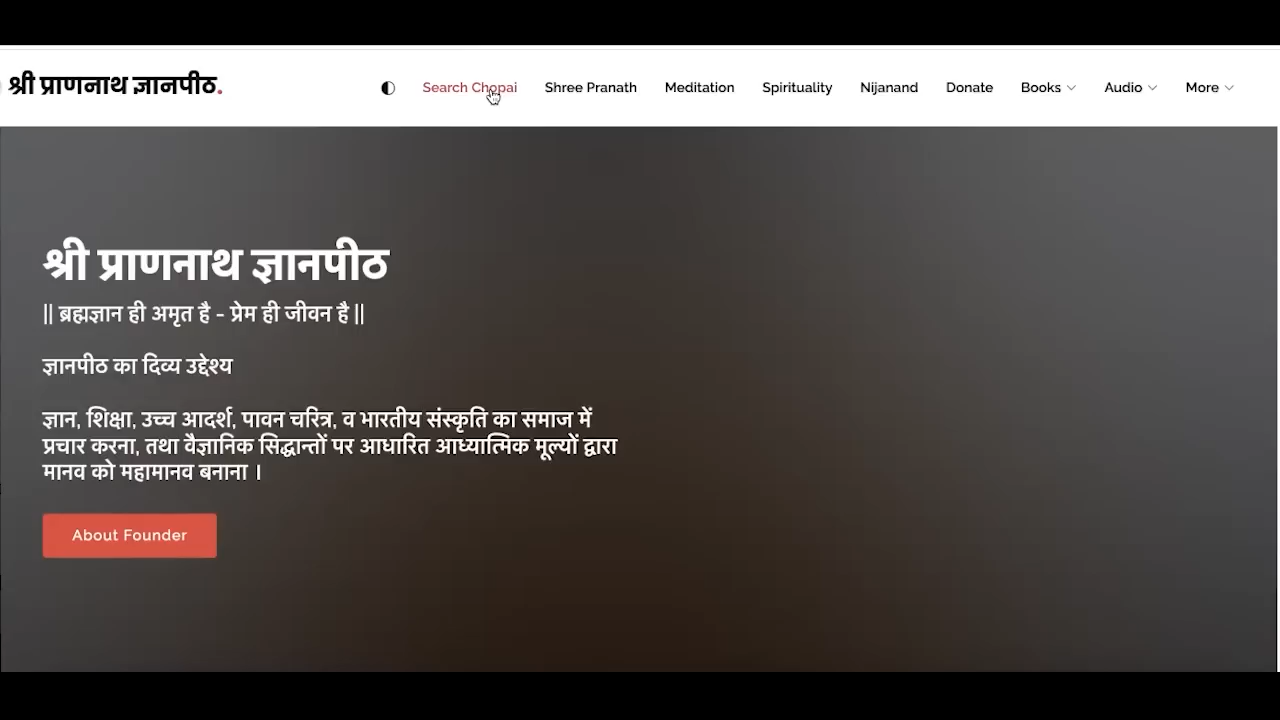 श्री प्राणनाथ ज्ञानपीठ.
Search Chopai
Shree Pranath
Meditation
Spirituality
Nijanand
Donate
Books
Audio
More
श्री प्राणनाथ ज्ञानपीठ
|| ब्रह्मज्ञान ही अमृत है - प्रेम ही जीवन है ||
ज्ञानपीठ का दिव्य उद्देश्य
ज्ञान, शिक्षा, उच्च आदर्श, पावन चरित्र, व भारतीय संस्कृति का समाज में
प्रचार करना, तथा वैज्ञानिक सिद्धान्तों पर आधारित आध्यात्मिक मूल्यों द्वारा
मानव को महामानव बनाना ।
About Founder